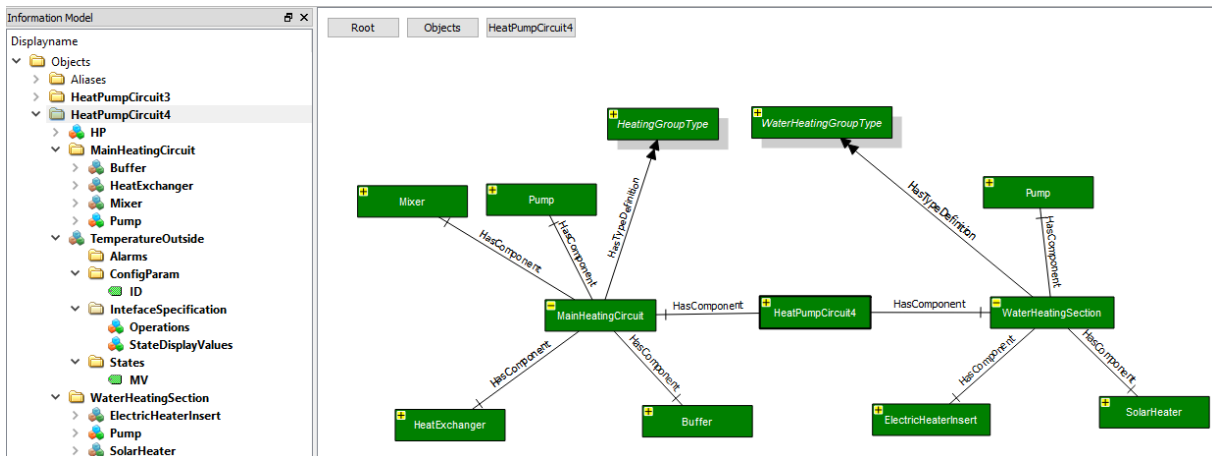 Information Model
Displayname
Objects
Aliases
HeatPumpCircuit3
HeatPumpCircuit4
HP
MainHeatingCircuit
Buffer
HeatExchanger
Mixer
Pump
TemperatureOutside
Alarms
ConfigParam
ID
IntefaceSpecification
Operations
StateDisplayValues
States
MV
WaterHeatingSection
ElectricHeaterInsert
Pump
SolarHeater
Root Objects HeatPumpCircuit4
HeatingGroupType WaterHeatingGroupType
Mixer Pump Pump
HasComponent HasComponent HasTypeDefinition HasTypeDefinition HasComponent
MainHeatingCircuit HasComponent HeatPumpCircuit4 HasComponent WaterHeatingSection
HasComponent HasComponent HasComponent HasComponent
HeatExchanger Buffer ElectricHeaterInsert SolarHeater